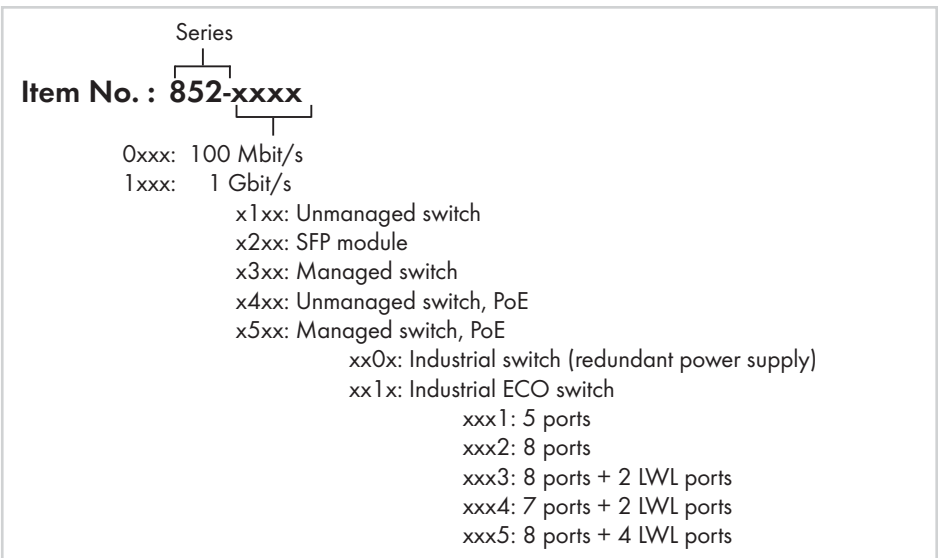 Series
Item No. : 852-xxxx
0xxx: 100 Mbit/s
1xxx: 1 Gbit/s
x1xx: Unmanaged switch
x2xx: SFP module
x3xx: Managed switch
x4xx: Unmanaged switch, PoE
x5xx: Managed switch, PoE
xx0x: Industrial switch (redundant power supply)
xx1x: Industrial ECO switch
xxx1: 5 ports
xxx2: 8 ports
xxx3: 8 ports + 2 LWL ports
xxx4: 7 ports + 2 LWL ports
xxx5: 8 ports + 4 LWL ports